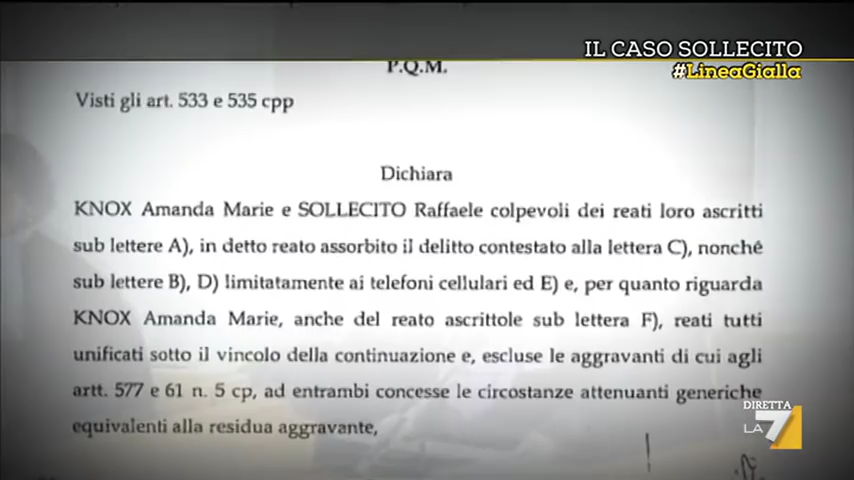 IL CASO SOLLECITO
#LineaGialla
P.Q.M.
Visti gli art. 533 e 535 cpp
Dichiara
KNOX Amanda Marie e SOLLECITO Raffaele colpevoli dei reati loro ascritti
sub lettere A), in detto reato assorbito il delitto contestato alla lettera C), nonché
sub lettere B), D) limitatamente ai telefoni cellulari ed E) e, per quanto riguarda
KNOX Amanda Marie, anche del reato ascrittole sub lettera F), reati tutti
unificati sotto il vincolo della continuazione e, escluse le aggravanti di cui agli
artt. 577 e 61 n. 5 cp, ad entrambi concesse le circostanze attenuanti generiche
equivalenti alla residua aggravante,
DIRETTA
LA7